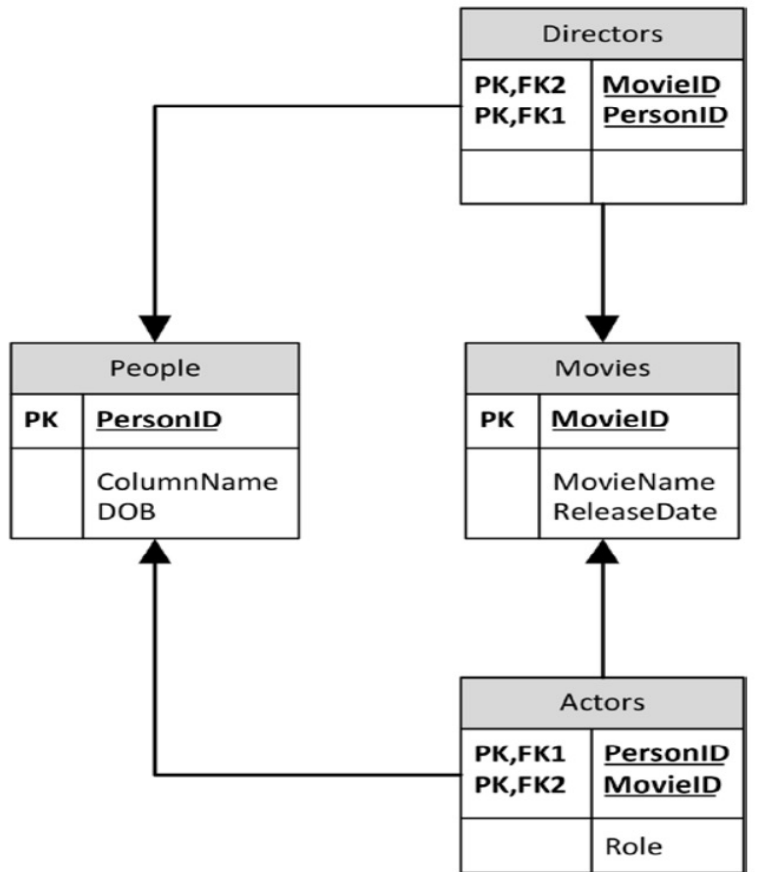 Directors
PK,FK2 MovieID
PK,FK1 PersonID
People
PK PersonID
ColumnName
DOB
Movies
PK MovieID
MovieName
ReleaseDate
Actors
PK,FK1 PersonID
PK,FK2 MovieID
Role